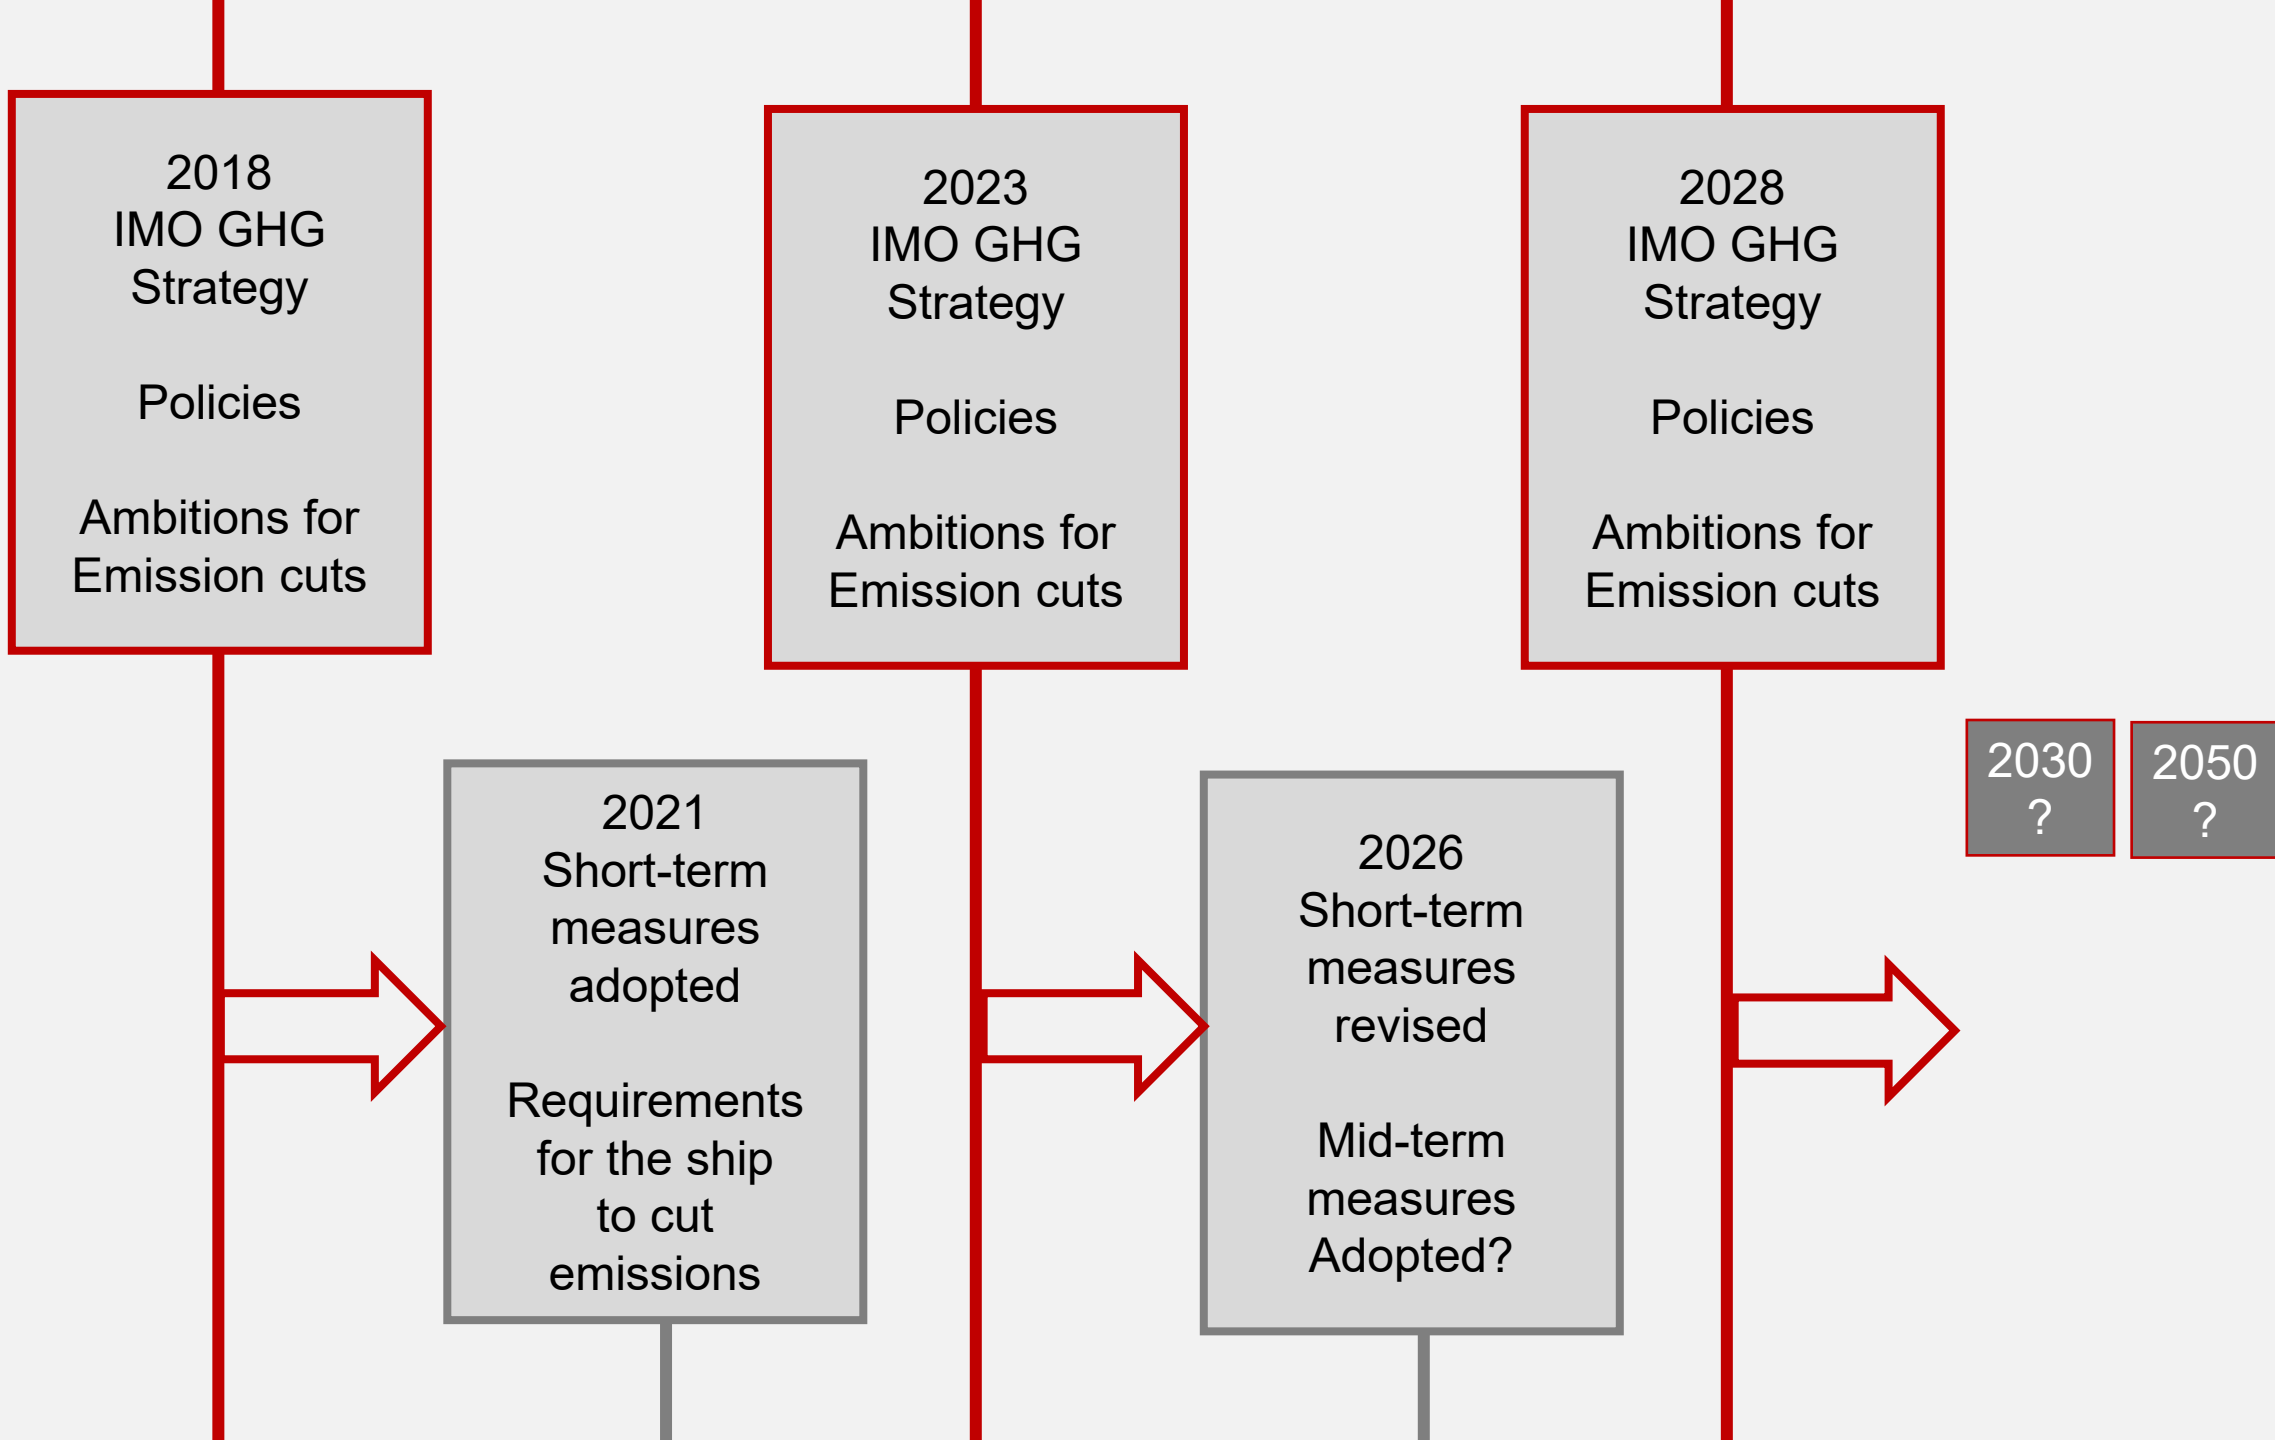 2018
IMO GHG
Strategy
Policies
Ambitions for
Emission cuts
2021
Short-term
measures
adopted
Requirements
for the ship
to cut
emissions
2023
IMO GHG
Strategy
Policies
Ambitions for
Emission cuts
2026
Short-term
measures
revised
Mid-term
measures
Adopted?
2028
IMO GHG
Strategy
Policies
Ambitions for
Emission cuts
2030
?
2050
?